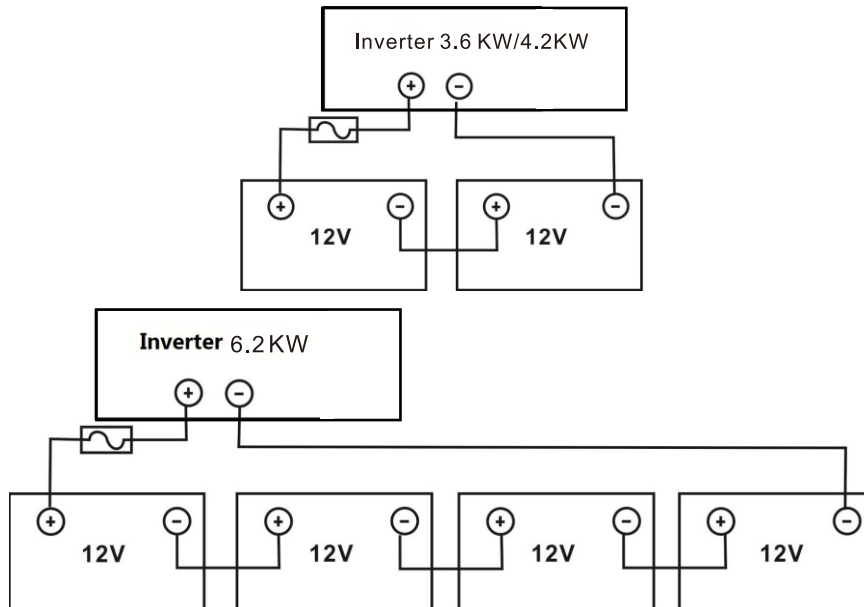 Inverter 3.6 KW/4.2KW
+ −
+ − + −
12V 12V
Inverter 6.2 KW
+ −
+ − + − + − + −
12V 12V 12V 12V